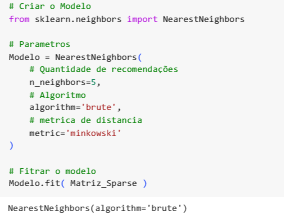 # Criar o Modelo
from sklearn.neighbors import NearestNeighbors
# Parametros
Modelo = NearestNeighbors(
# Quantidade de recomendações
n_neighbors=5,
# Algoritmo
algorithm='brute',
# metrica de distancia
metric='minkowski'
)
# Fitrar o modelo
Modelo.fit( Matriz_Sparse )
NearestNeighbors(algorithm='brute')